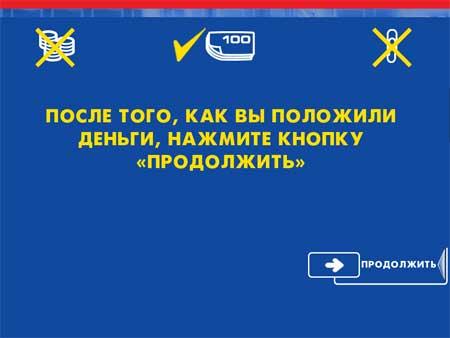 100
ПОСЛЕ ТОГО, КАК ВЫ ПОЛОЖИЛИ
ДЕНЬГИ, НАЖМИТЕ КНОПКУ
«ПРОДОЛЖИТЬ»
ПРОДОЛЖИТЬ